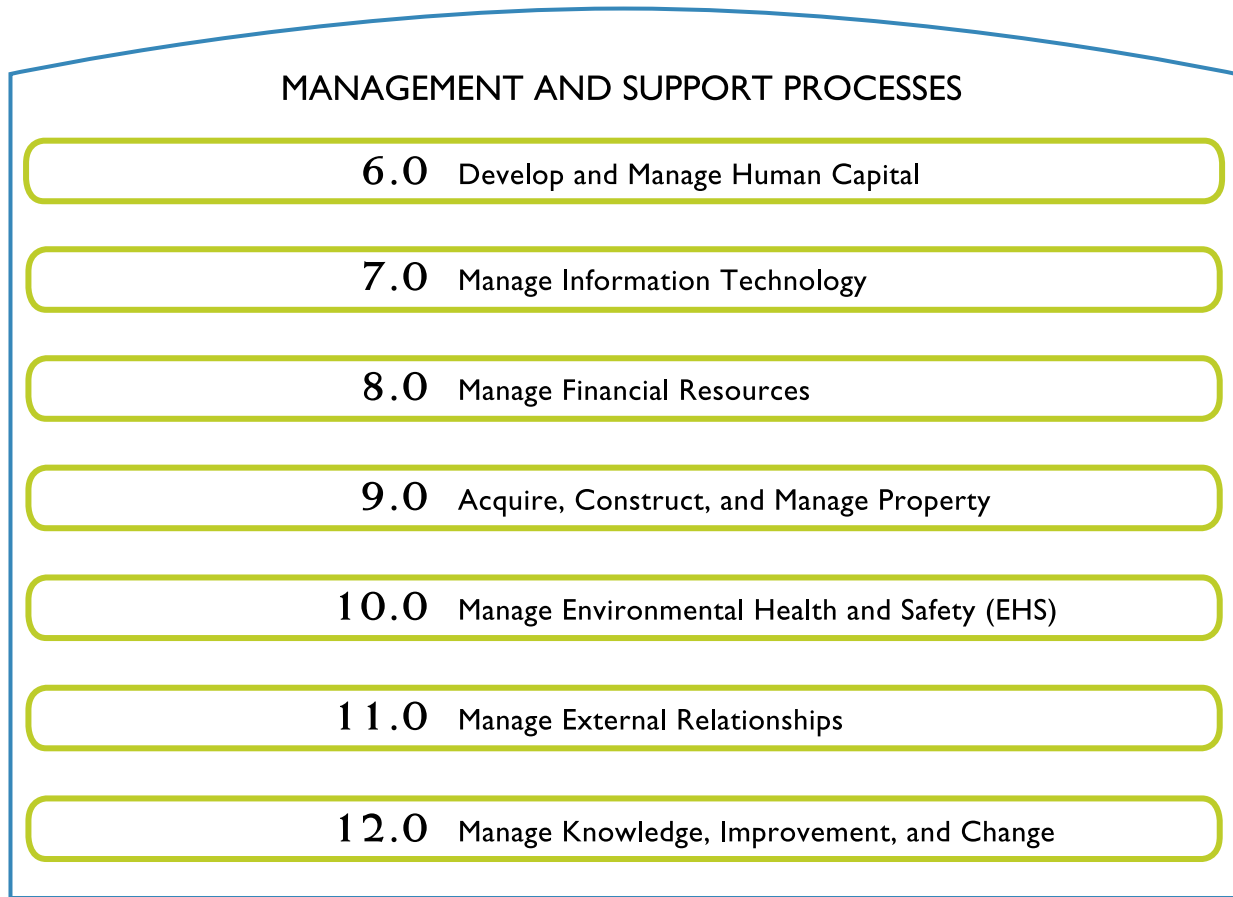 MANAGEMENT AND SUPPORT PROCESSES
6.0 Develop and Manage Human Capital
7.0 Manage Information Technology
8.0 Manage Financial Resources
9.0 Acquire, Construct, and Manage Property
10.0 Manage Environmental Health and Safety (EHS)
11.0 Manage External Relationships
12.0 Manage Knowledge, Improvement, and Change